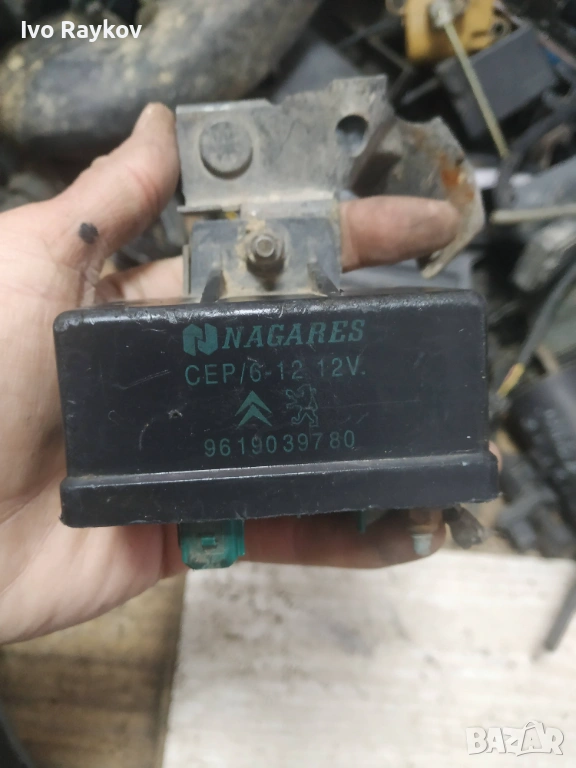 Ivo Raykov
NAGARES
CEP/6-12 12V.
9619039780
BAZAR